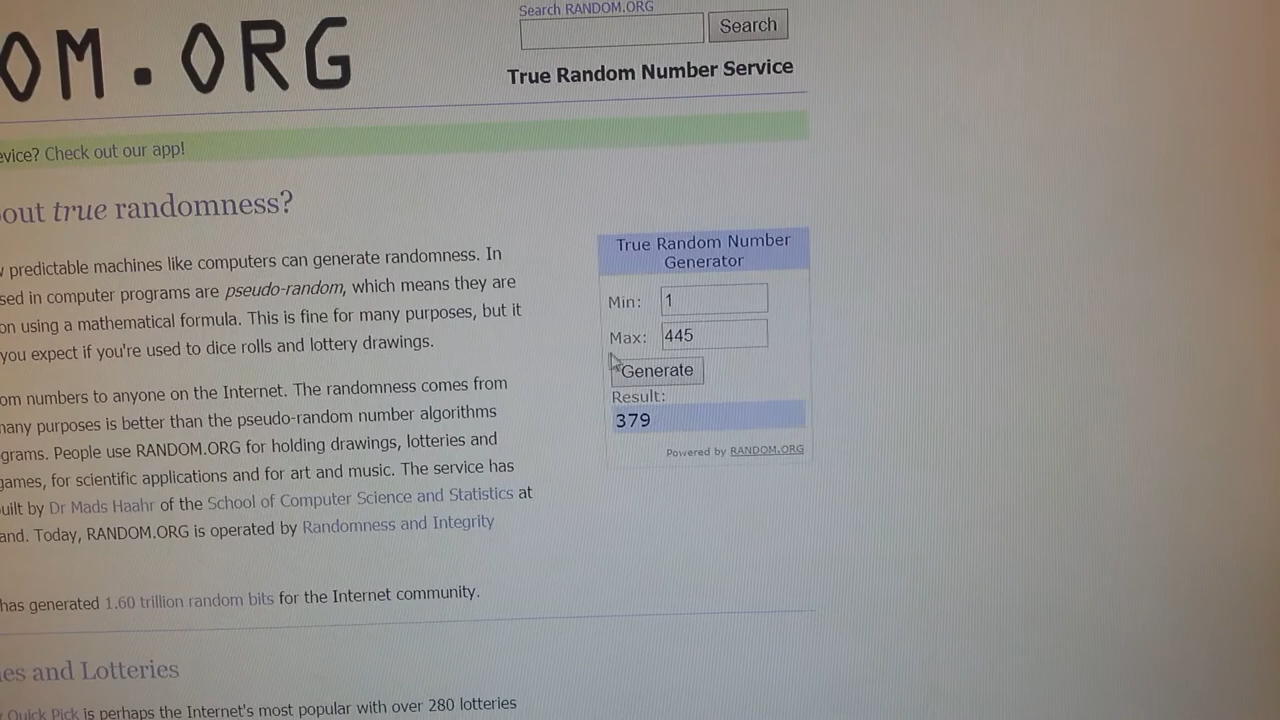 OM.ORG
Search RANDOM.ORG
Search
True Random Number Service
evice? Check out our app!
out true randomness?
predictable machines like computers can generate randomness. In
sed in computer programs are pseudo-random, which means they are
on using a mathematical formula. This is fine for many purposes, but it
you expect if you're used to dice rolls and lottery drawings.
om numbers to anyone on the Internet. The randomness comes from
many purposes is better than the pseudo-random number algorithms
grams. People use RANDOM.ORG for holding drawings, lotteries and
games, for scientific applications and for art and music. The service has
uilt by Dr Mads Haahr of the School of Computer Science and Statistics at
and. Today, RANDOM.ORG is operated by Randomness and Integrity
has generated 1.60 trillion random bits for the Internet community.
es and Lotteries
Quick Pick is perhaps the Internet's most popular with over 280 lotteries
True Random Number
Generator
Min: 1
Max: 445
Generate
Result:
379
Powered by RANDOM.ORG